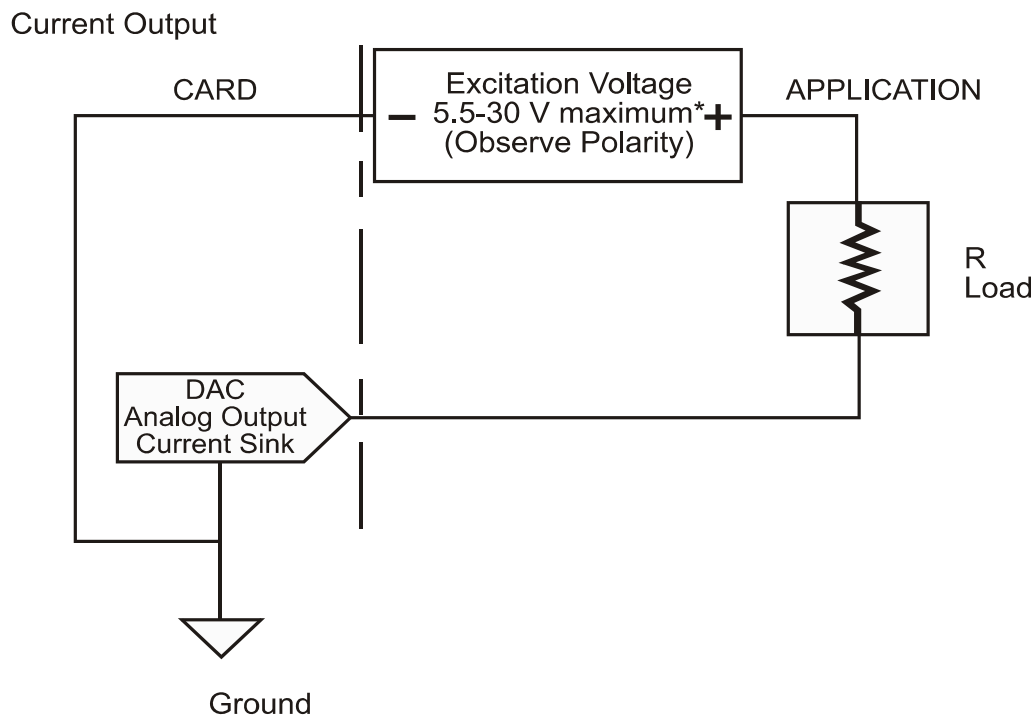 Current Output
CARD
Excitation Voltage
− 5.5-30 V maximum* +
(Observe Polarity)
APPLICATION
R
Load
DAC
Analog Output
Current Sink
Ground